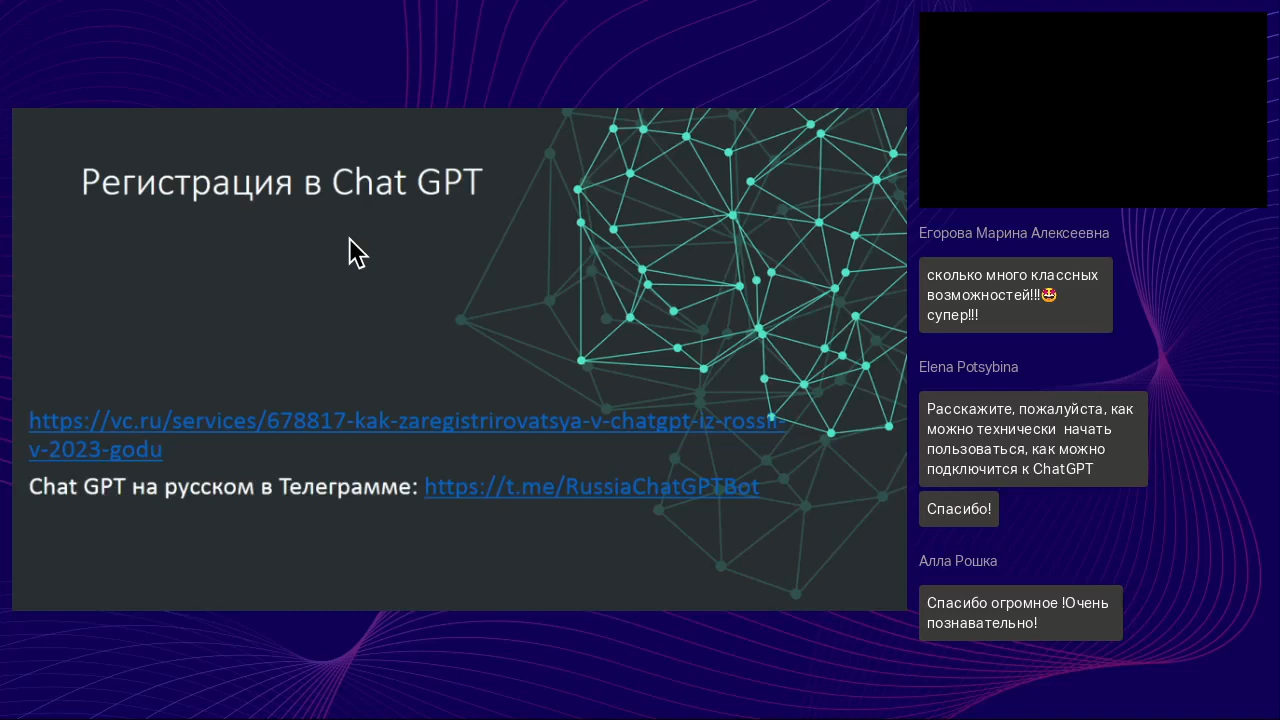 Регистрация в Chat GPT
https://vc.ru/services/678817-kak-zaregistrirovatsya-v-chatgpt-iz-rossii-
v-2023-godu
Chat GPT на русском в Телеграмме: https://t.me/RussiaChatGPTBot
Егорова Марина Алексеевна
сколько много классных
возможностей!!!🤩
супер!!!
Elena Potsybina
Расскажите, пожалуйста, как
можно технически начать
пользоваться, как можно
подключится к ChatGPT
Спасибо!
Алла Рошка
Спасибо огромное !Очень
познавательно!